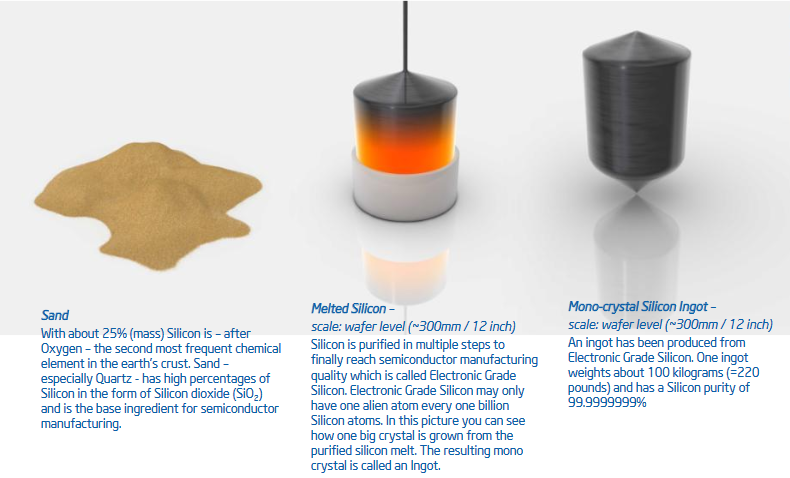 Sand
With about 25% (mass) Silicon is – after
Oxygen – the second most frequent chemical
element in the earth's crust. Sand –
especially Quartz - has high percentages of
Silicon in the form of Silicon dioxide (SiO₂)
and is the base ingredient for semiconductor
manufacturing.
Melted Silicon –
scale: wafer level (~300mm / 12 inch)
Silicon is purified in multiple steps to
finally reach semiconductor manufacturing
quality which is called Electronic Grade
Silicon. Electronic Grade Silicon may only
have one alien atom every one billion
Silicon atoms. In this picture you can see
how one big crystal is grown from the
purified silicon melt. The resulting mono
crystal is called an Ingot.
Mono-crystal Silicon Ingot –
scale: wafer level (~300mm / 12 inch)
An ingot has been produced from
Electronic Grade Silicon. One ingot
weights about 100 kilograms (=220
pounds) and has a Silicon purity of
99.9999999%